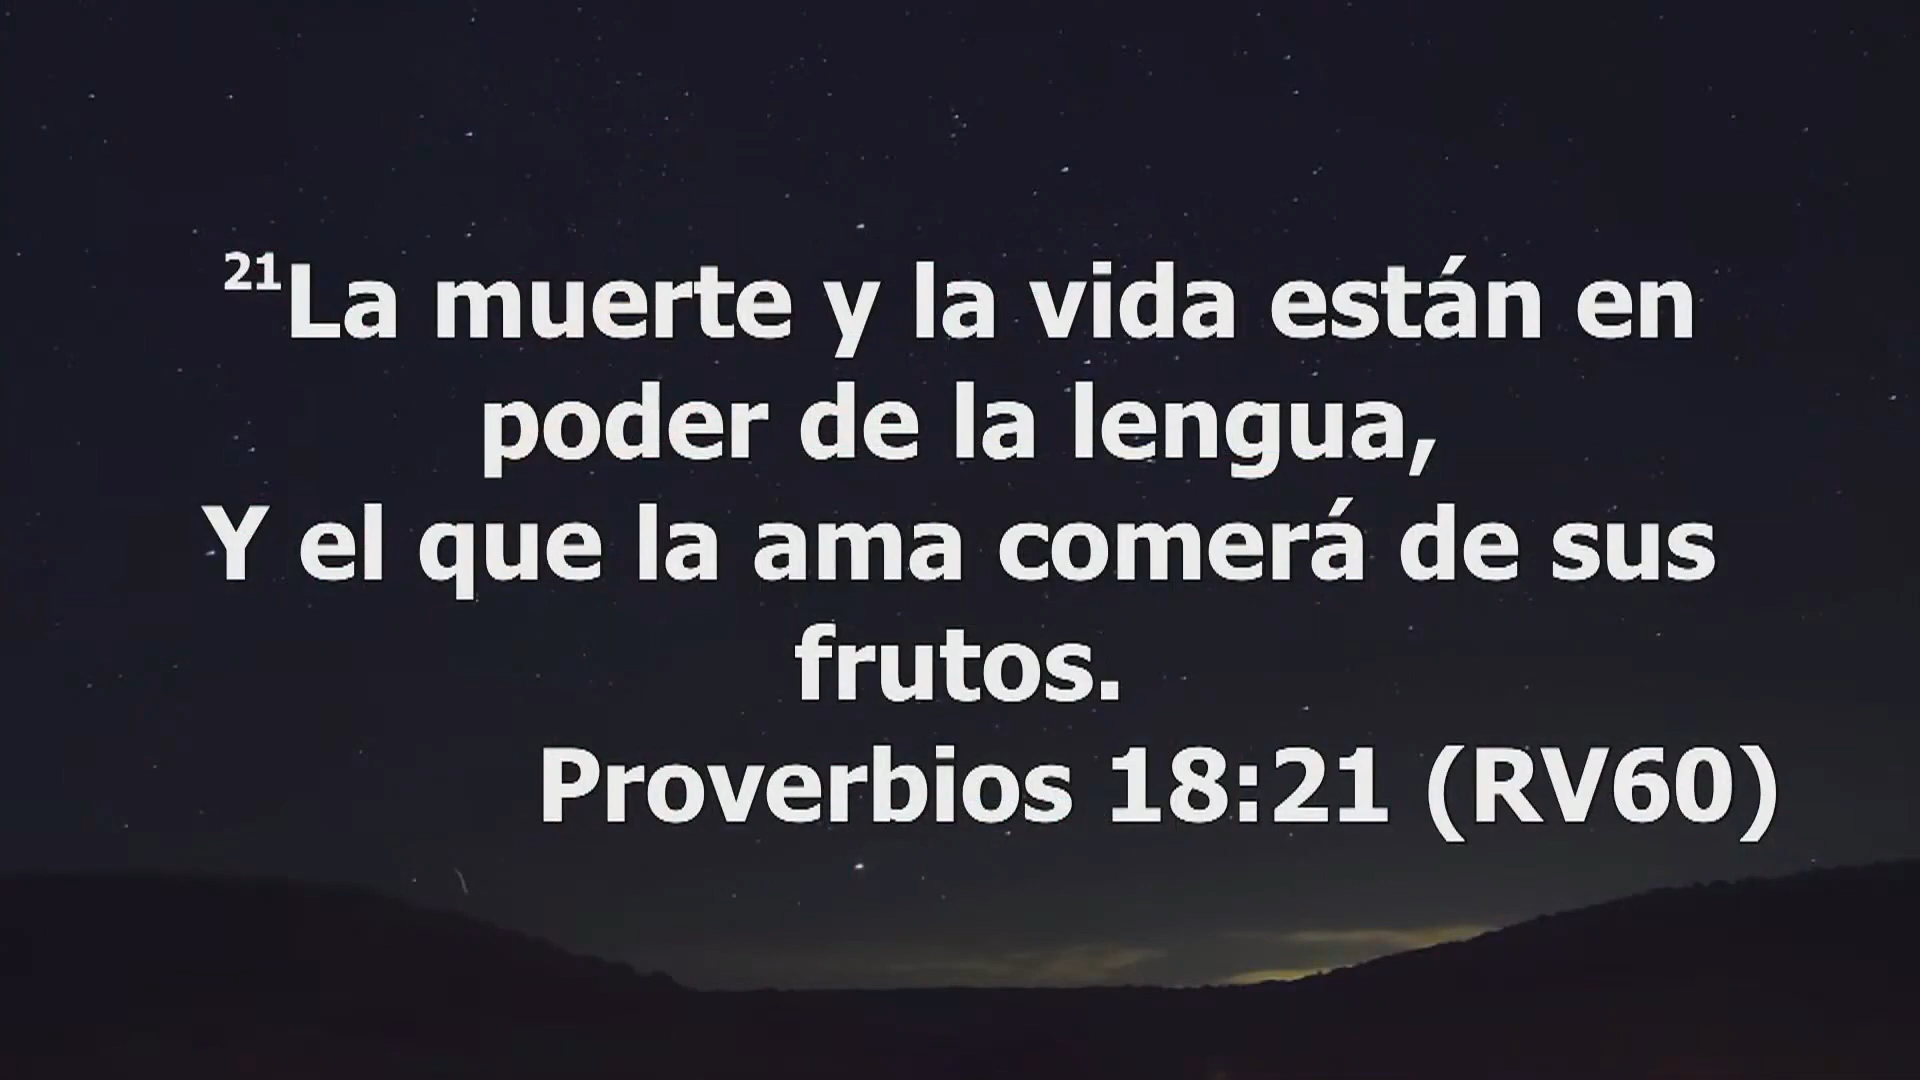 ²¹La muerte y la vida están en
poder de la lengua,
Y el que la ama comerá de sus
frutos.
Proverbios 18:21 (RV60)